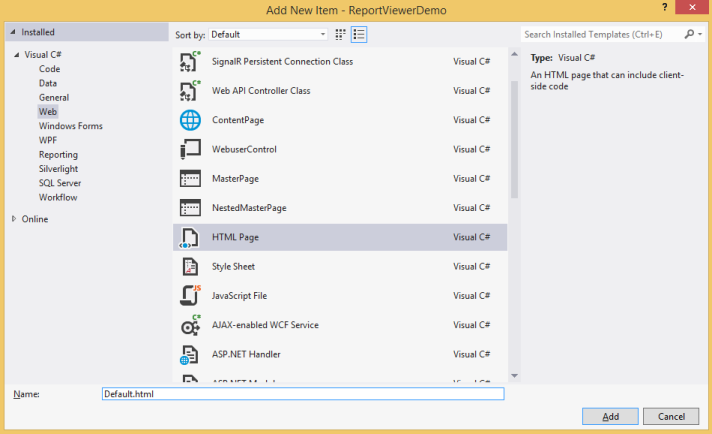 Add New Item - ReportViewerDemo
? ×
Installed
Sort by: Default
Search Installed Templates (Ctrl+E)
Visual C#
Code
Data
General
Web
Windows Forms
WPF
Reporting
Silverlight
SQL Server
Workflow
Online
C# SignalR Persistent Connection Class Visual C#
C# Web API Controller Class Visual C#
ContentPage Visual C#
WebuserControl Visual C#
MasterPage Visual C#
NestedMasterPage Visual C#
HTML Page Visual C#
Style Sheet Visual C#
JS JavaScript File Visual C#
C# AJAX-enabled WCF Service Visual C#
ASP.NET Handler Visual C#
Type: Visual C#
An HTML page that can include client-
side code
Name: Default.html
Add Cancel